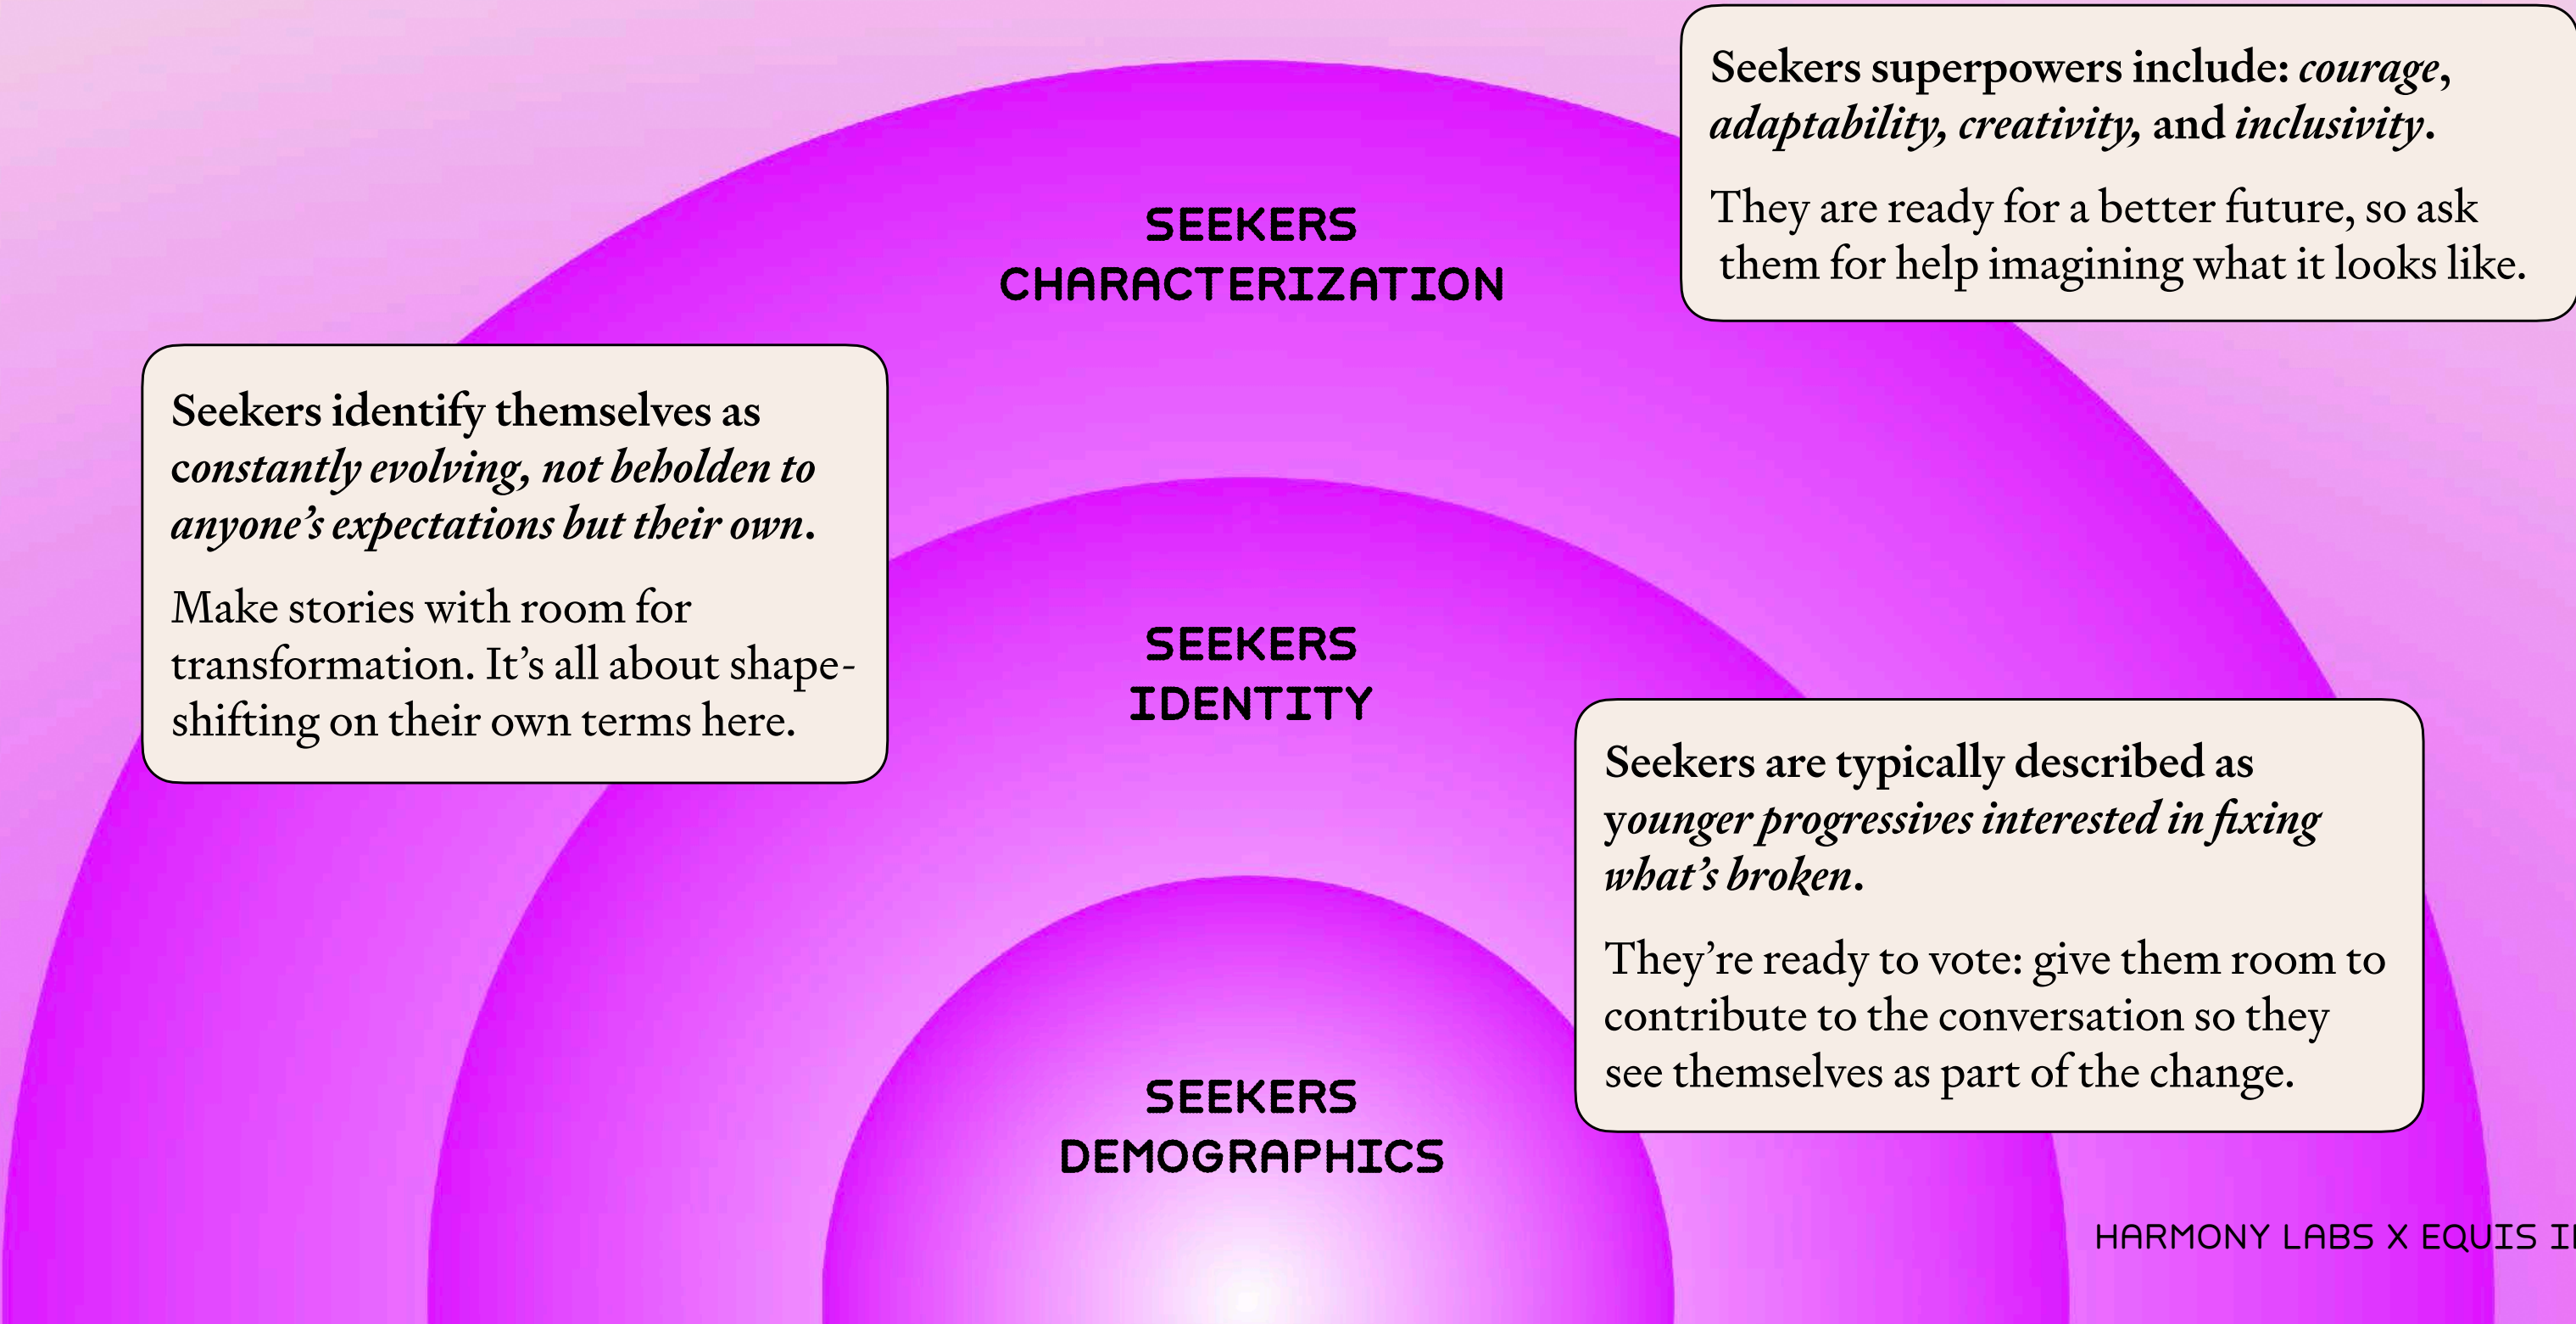 Seekers superpowers include: courage,
adaptability, creativity, and inclusivity.
They are ready for a better future, so ask
them for help imagining what it looks like.
SEEKERS
CHARACTERIZATION
Seekers identify themselves as
constantly evolving, not beholden to
anyone’s expectations but their own.
Make stories with room for
transformation. It’s all about shape-
shifting on their own terms here.
SEEKERS
IDENTITY
Seekers are typically described as
younger progressives interested in fixing
what’s broken.
They’re ready to vote: give them room to
contribute to the conversation so they
see themselves as part of the change.
SEEKERS
DEMOGRAPHICS
HARMONY LABS X EQUIS